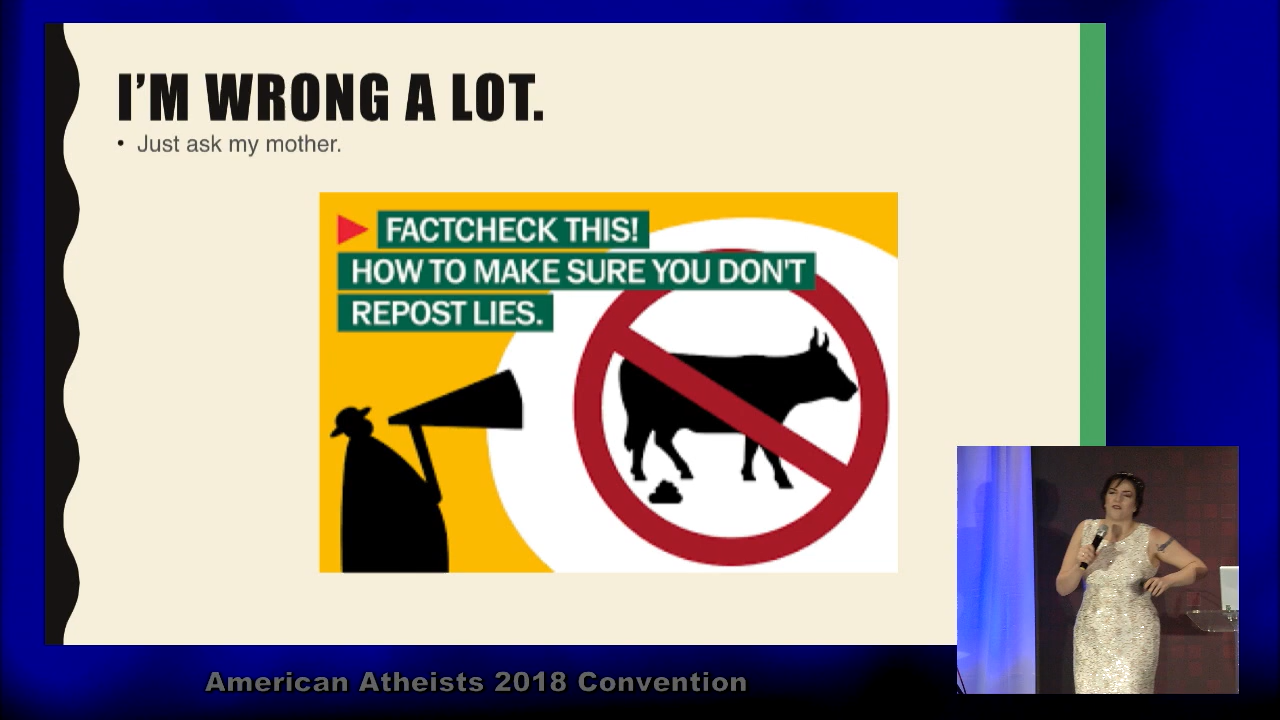 I'M WRONG A LOT.
• Just ask my mother.
FACTCHECK THIS!
HOW TO MAKE SURE YOU DON'T
REPOST LIES.
American Atheists 2018 Convention